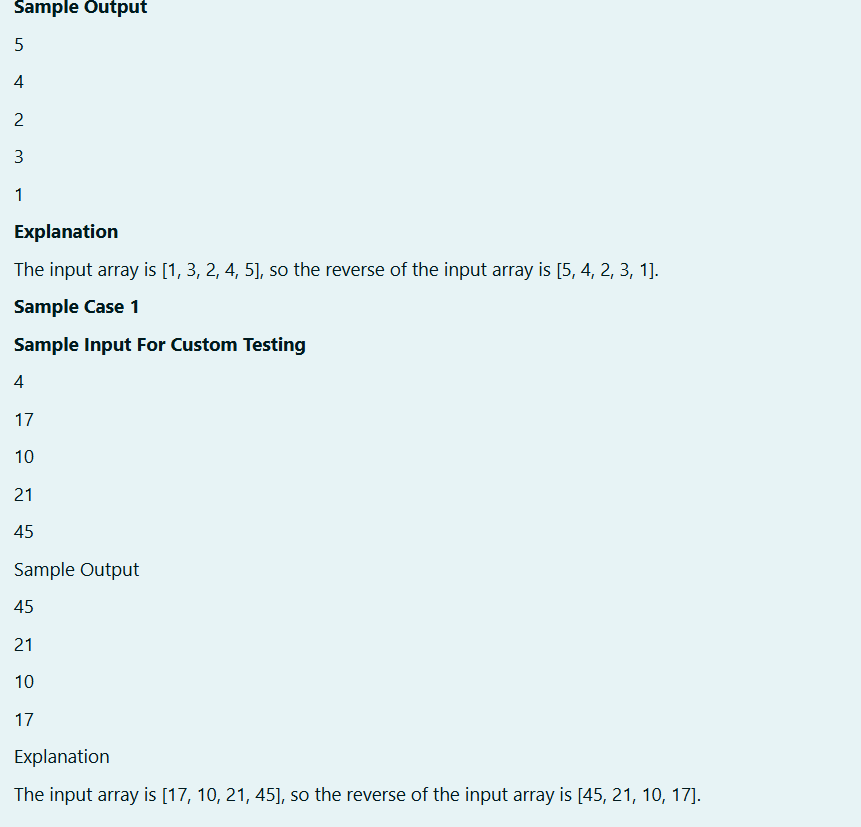 Sample Output
5
4
2
3
1
Explanation
The input array is [1, 3, 2, 4, 5], so the reverse of the input array is [5, 4, 2, 3, 1].
Sample Case 1
Sample Input For Custom Testing
4
17
10
21
45
Sample Output
45
21
10
17
Explanation
The input array is [17, 10, 21, 45], so the reverse of the input array is [45, 21, 10, 17].